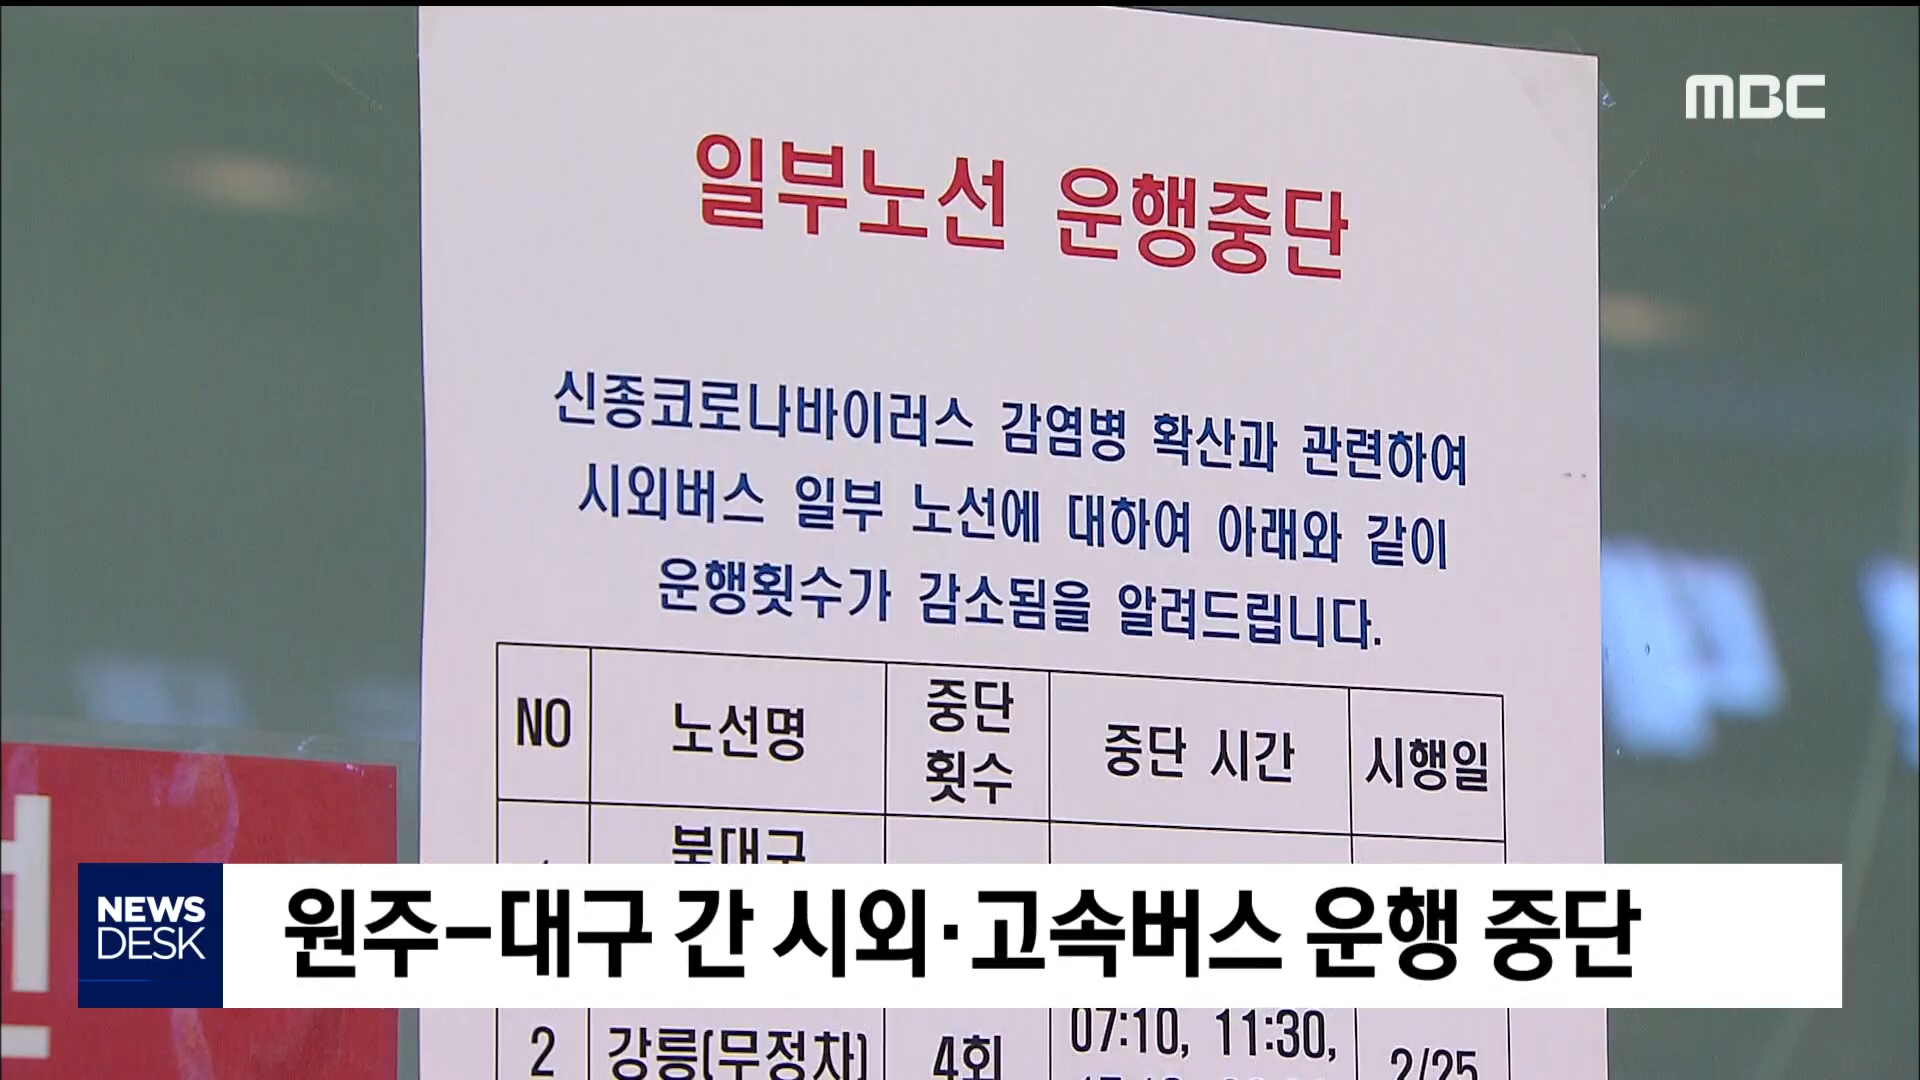 MBC
일부노선 운행중단
신종코로나바이러스 감염병 확산과 관련하여
시외버스 일부 노선에 대하여 아래와 같이
운행횟수가 감소됨을 알려드립니다.
NO 노선명 중단 횟수 중단 시간 시행일
북대구
NEWS DESK
원주-대구 간 시외·고속버스 운행 중단
2 강릉(무정차) 4회 07:10, 11:30, 2/25